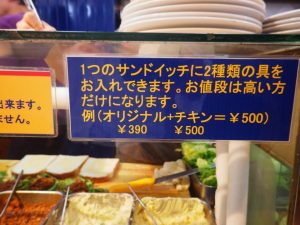 1つのサンドイッチに2種類の具を
お入れできます。お値段は高い方
だけになります。
例(オリジナル+チキン=¥500)
¥390 ¥500
出来ます。
ません。